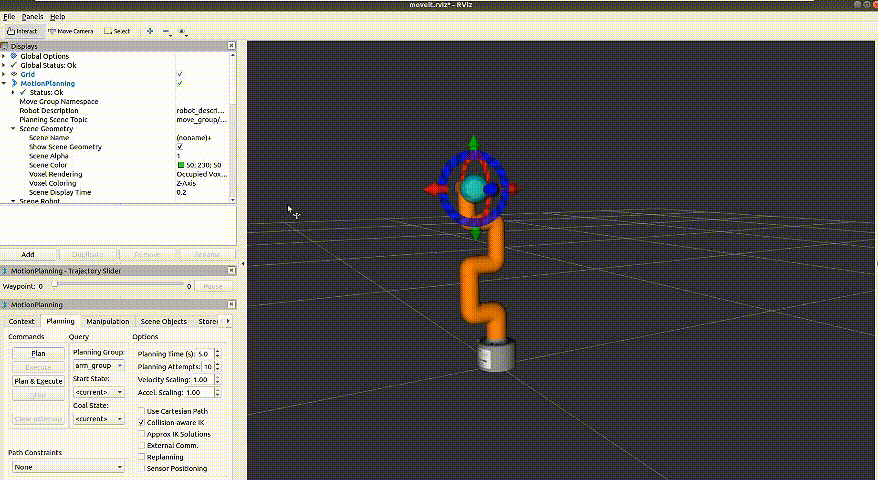 moveit.rviz* - RViz
File Panels Help
Interact Move Camera Select
Displays
Global Options
Global Status: Ok
Grid
MotionPlanning
Status: Ok
Move Group Namespace
Robot Description robot_descri...
Planning Scene Topic move_group/...
Scene Geometry
Scene Name (noname)+
Show Scene Geometry
Scene Alpha 1
Scene Color 50; 230; 50
Voxel Rendering Occupied Vox...
Voxel Coloring Z-Axis
Scene Display Time 0.2
Scene Robot
Add Duplicate Remove Rename
MotionPlanning - Trajectory Slider
Waypoint: 0 0 Pause
MotionPlanning
Context Planning Manipulation Scene Objects Store
Commands Query Options
Plan
Execute
Plan & Execute
Stop
Clear octomap
Planning Group:
arm_group
Start State:
<current>
Goal State:
<current>
Planning Time (s): 5.0
Planning Attempts: 10
Velocity Scaling: 1.00
Accel. Scaling: 1.00
Use Cartesian Path
Collision-aware IK
Approx IK Solutions
External Comm.
Replanning
Sensor Positioning
Path Constraints
None